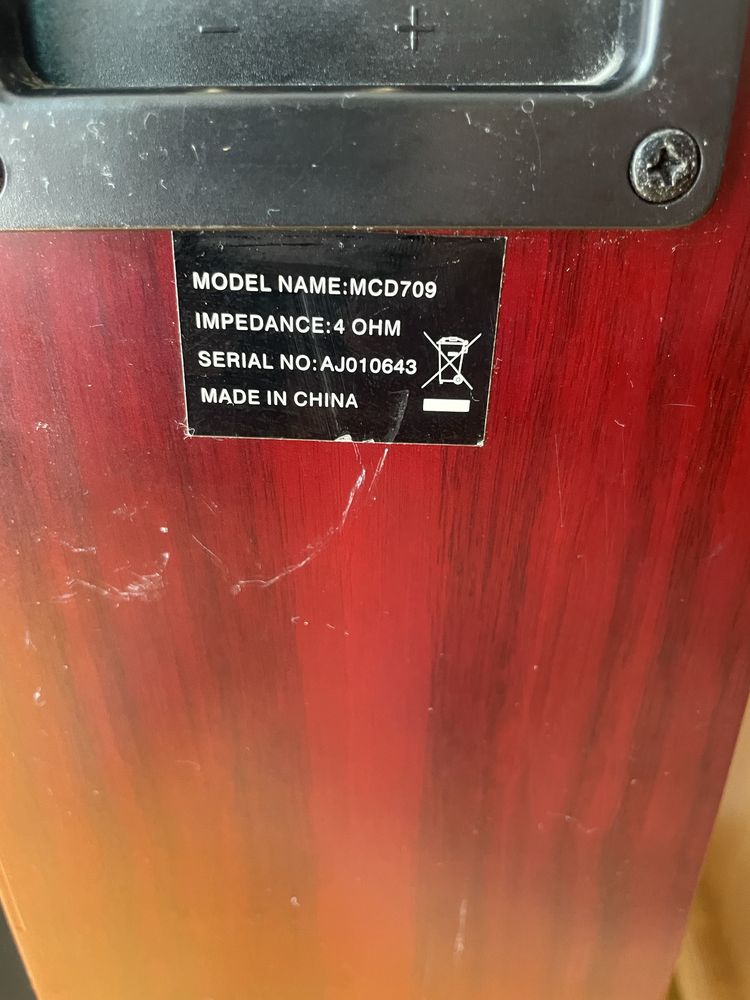 - +
MODEL NAME:MCD709
IMPEDANCE:4 OHM
SERIAL NO:AJ010643
MADE IN CHINA